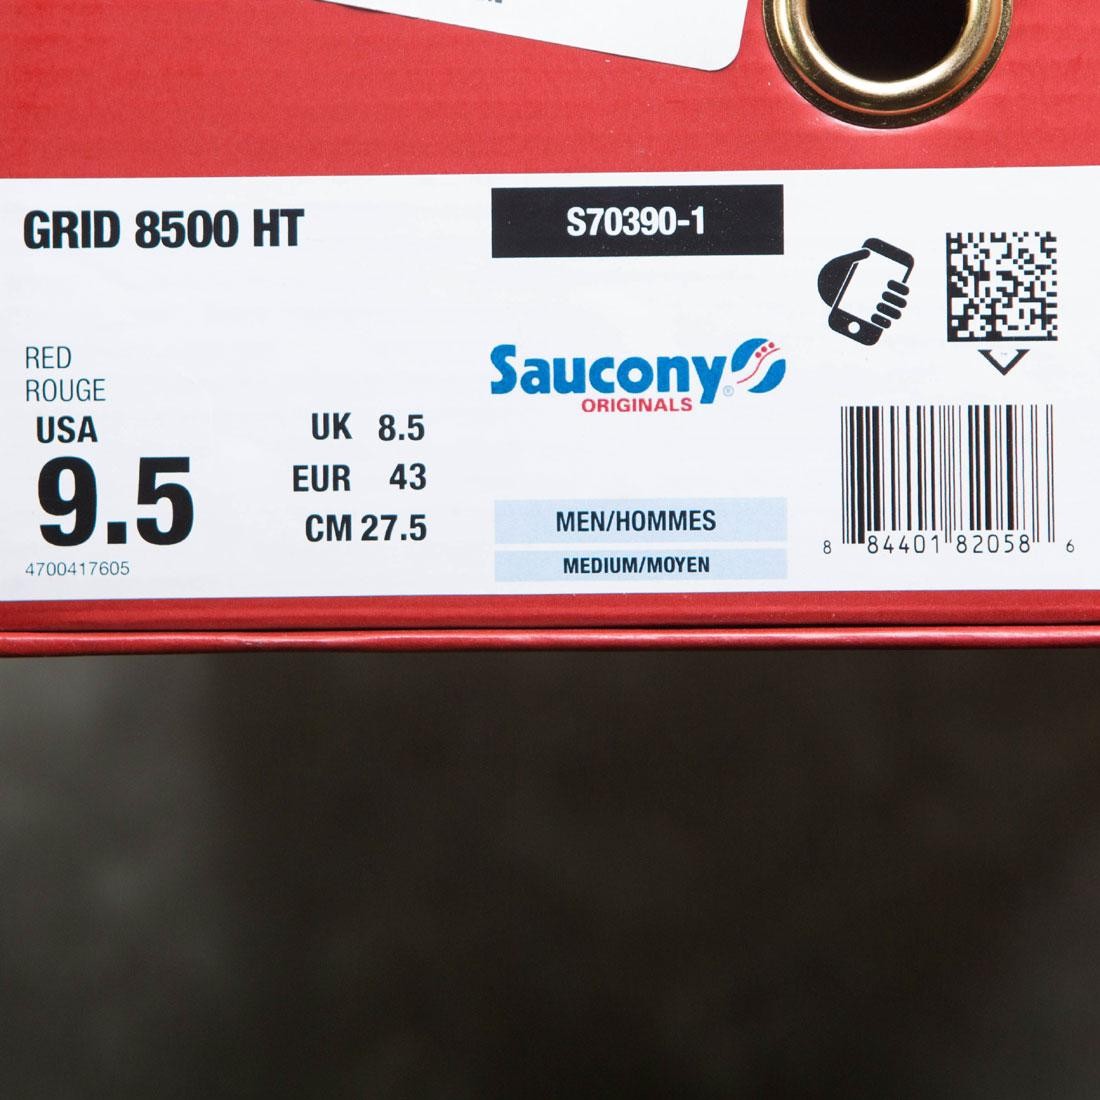 GRID 8500 HT
S70390-1
RED
ROUGE
USA
9.5
UK 8.5
EUR 43
CM 27.5
4700417605
Saucony®
ORIGINALS
MEN/HOMMES
MEDIUM/MOYEN
8 84401 82058 6